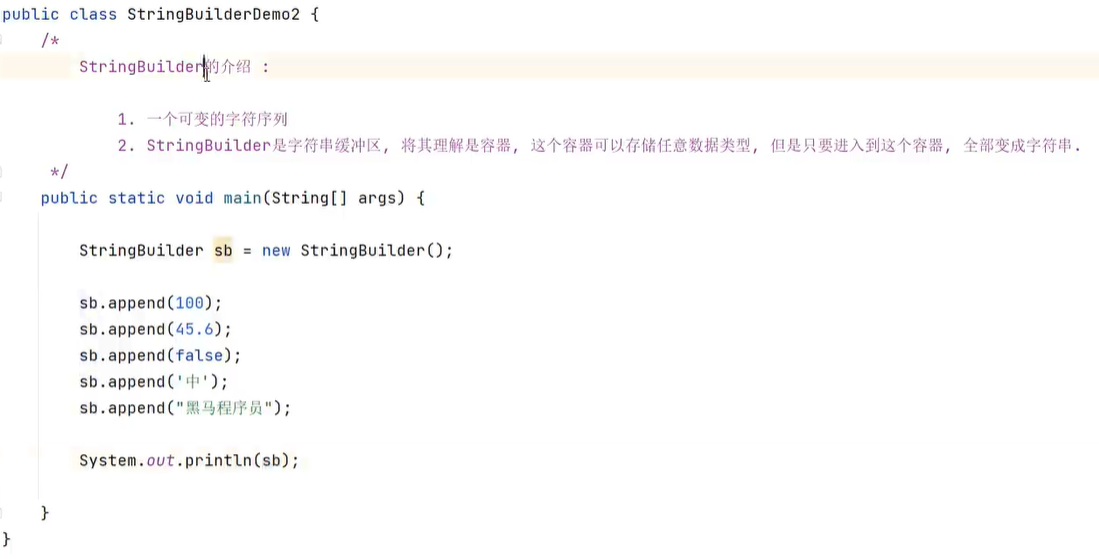 public class StringBuilderDemo2 {
/*
StringBuilder的介绍 :
1. 一个可变的字符序列
2. StringBuilder是字符串缓冲区, 将其理解是容器, 这个容器可以存储任意数据类型, 但是只要进入到这个容器, 全部变成字符串.
*/
public static void main(String[] args) {
StringBuilder sb = new StringBuilder();
sb.append(100);
sb.append(45.6);
sb.append(false);
sb.append('中');
sb.append("黑马程序员");
System.out.println(sb);
}
}